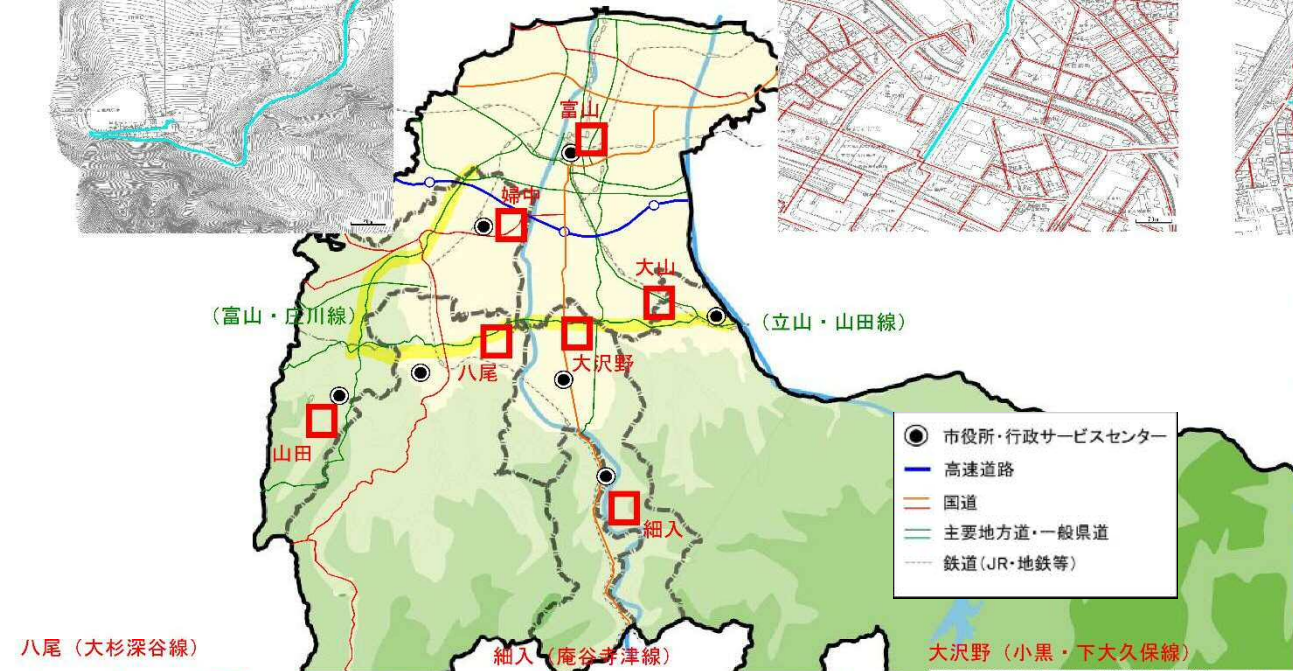 富山
婦中
大山
(富山・庄川線)
(立山・山田線)
八尾
大沢野
山田
細入
市役所・行政サービスセンター
高速道路
国道
主要地方道・一般県道
鉄道(JR・地鉄等)
八尾(大杉深谷線)
細入(庵谷寺津線)
大沢野(小黒・下大久保線)